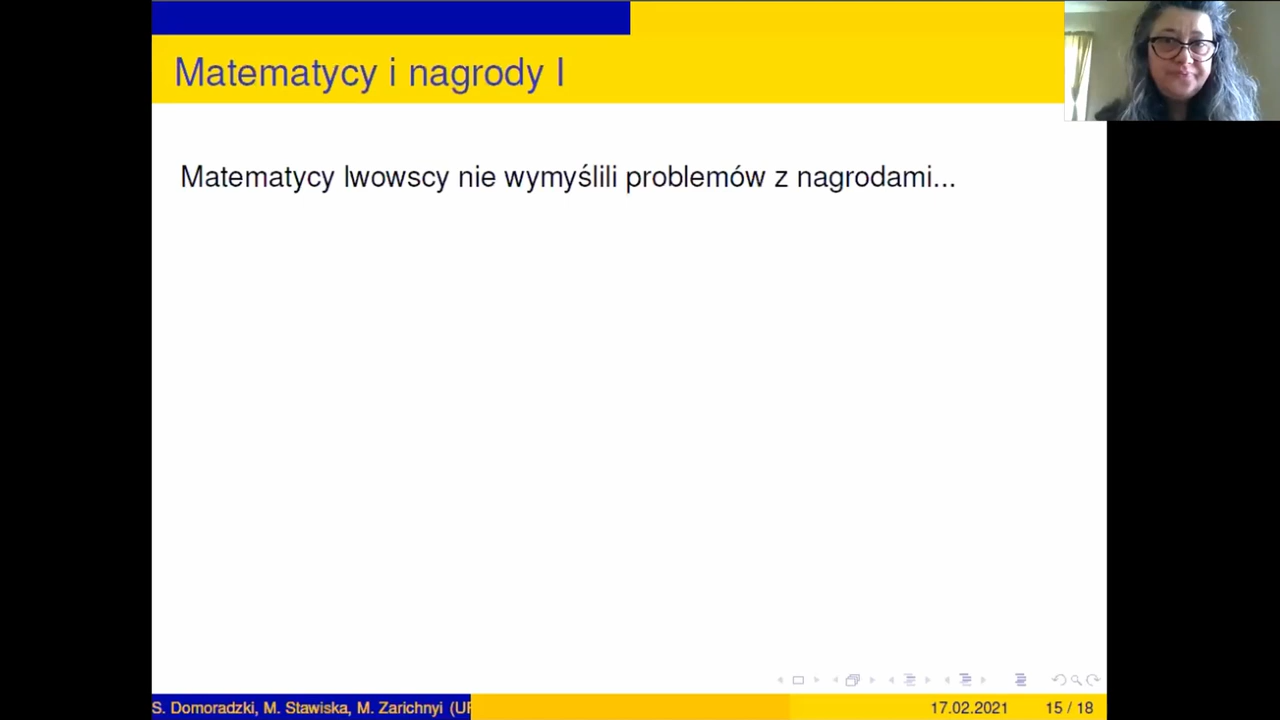 Matematycy i nagrody I
Matematycy lwowscy nie wymyślili problemów z nagrodami...
S. Domoradzki, M. Stawiska, M. Zarichnyi
17.02.2021
15 / 18